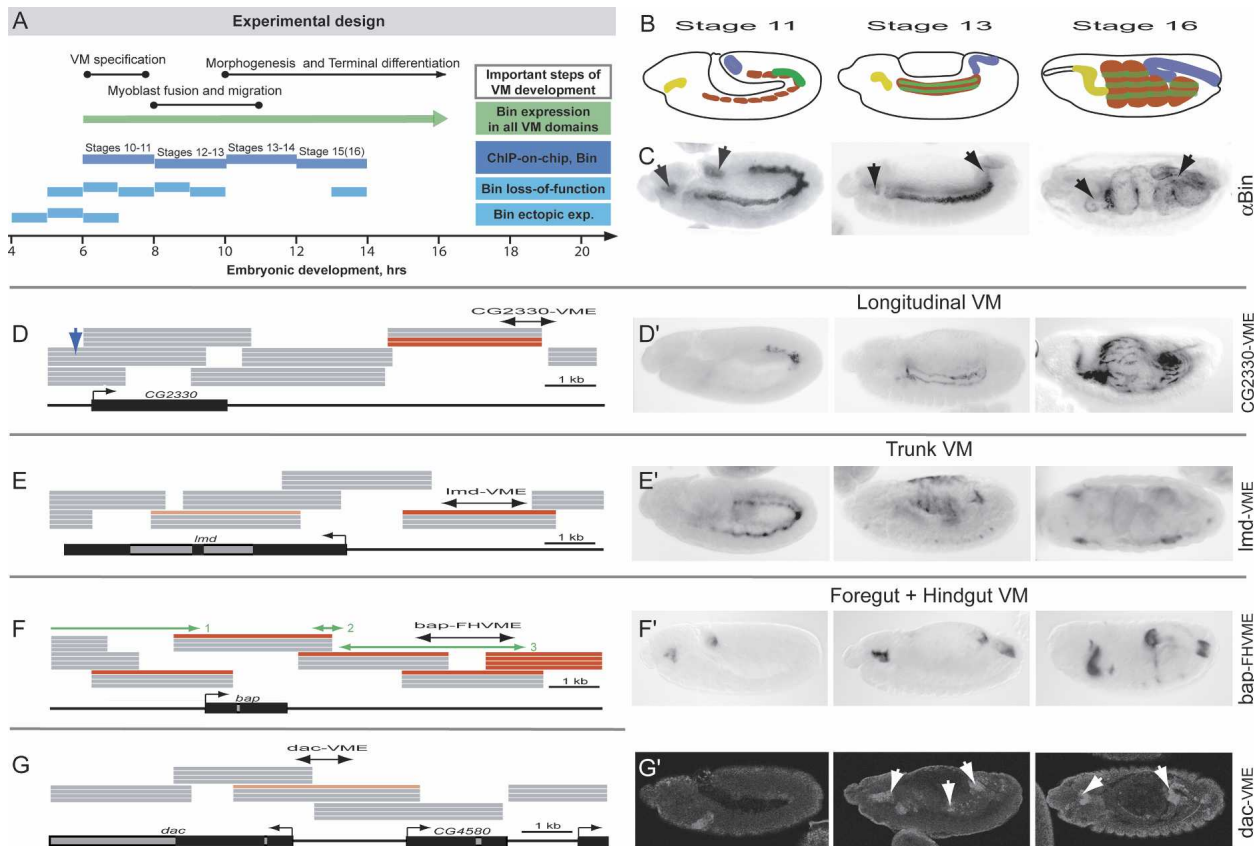 A
Experimental design
VM specification
Morphogenesis and Terminal differentiation
Myoblast fusion and migration
Important steps of
VM development
Bin expression
in all VM domains
Stages 10-11
Stages 12-13
Stages 13-14
Stage 15(16)
ChIP-on-chip, Bin
Bin loss-of-function
Bin ectopic exp.
4 6 8 10 12 14 16 18 20
Embryonic development, hrs
B
Stage 11
Stage 13
Stage 16
C
αBin
D
CG2330-VME
1 kb
CG2330
Longitudinal VM
D'
CG2330-VME
E
lmd-VME
1 kb
lmd
Trunk VM
E'
lmd-VME
F
1
2
bap-FHVME
3
1 kb
bap
Foregut + Hindgut VM
F'
bap-FHVME
G
dac-VME
1 kb
dac
CG4580
G'
dac-VME